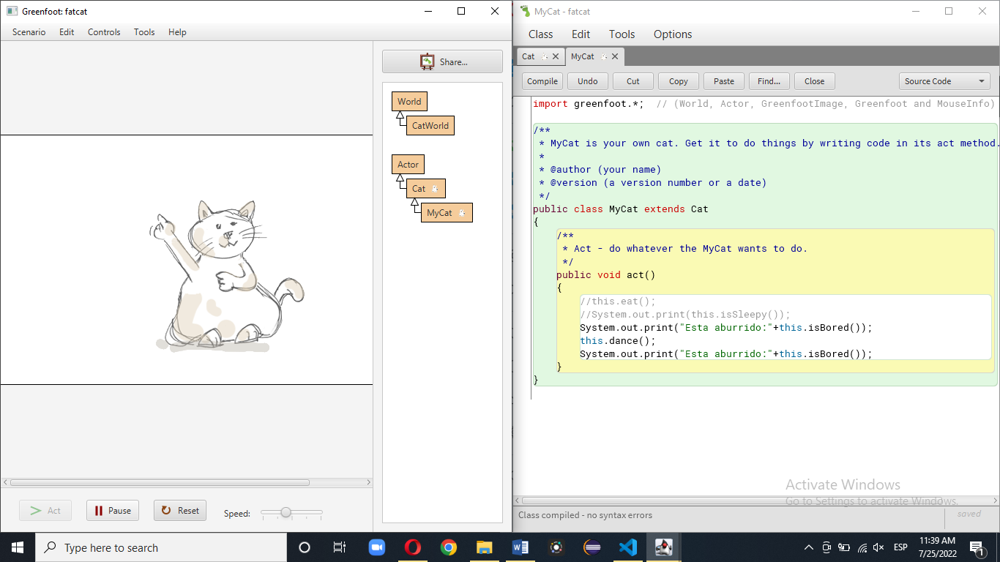 Greenfoot: fatcat
Scenario Edit Controls Tools Help
Share...
World
CatWorld
Actor
Cat
MyCat
Act Pause Reset Speed:
MyCat - fatcat
Class Edit Tools Options
Cat MyCat
Compile Undo Cut Copy Paste Find... Close Source Code
import greenfoot.*;  // (World, Actor, GreenfootImage, Greenfoot and MouseInfo)
/**
 * MyCat is your own cat. Get it to do things by writing code in its act method.
 *
 * @author (your name)
 * @version (a version number or a date)
 */
public class MyCat extends Cat
{
    /**
     * Act - do whatever the MyCat wants to do.
     */
    public void act()
    {
        //this.eat();
        //System.out.print(this.isSleepy());
        System.out.print("Esta aburrido:"+this.isBored());
        this.dance();
        System.out.print("Esta aburrido:"+this.isBored());
    }
}
Activate Windows
Go to Settings to activate Windows.
Class compiled - no syntax errors
saved
Type here to search
ESP
11:39 AM
7/25/2022
1